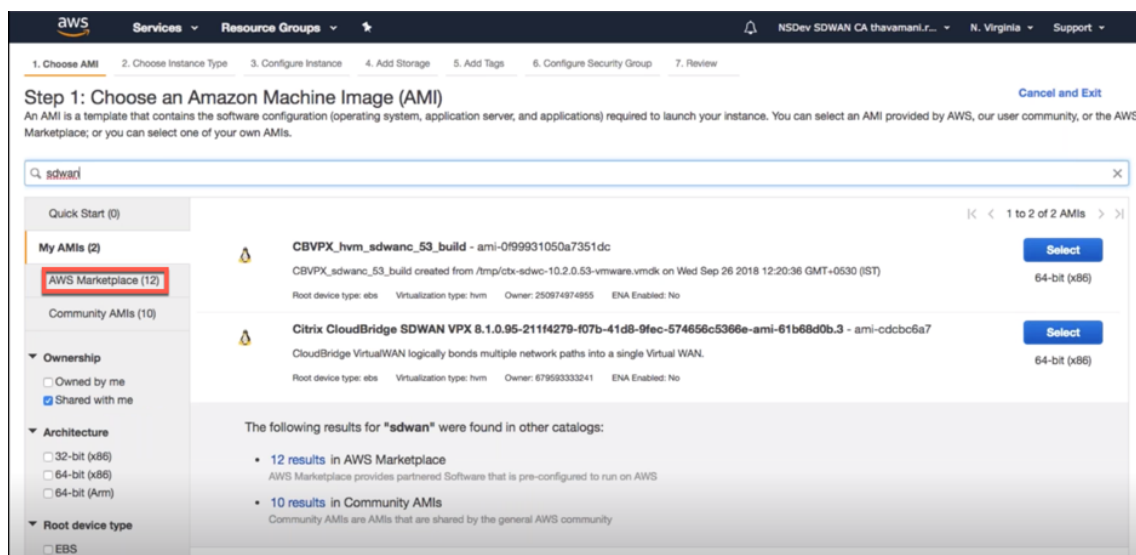 aws
Services
Resource Groups
NSDev SDWAN CA thavamani.r...
N. Virginia
Support
1. Choose AMI
2. Choose Instance Type
3. Configure Instance
4. Add Storage
5. Add Tags
6. Configure Security Group
7. Review
Step 1: Choose an Amazon Machine Image (AMI)
Cancel and Exit
An AMI is a template that contains the software configuration (operating system, application server, and applications) required to launch your instance. You can select an AMI provided by AWS, our user community, or the AWS
Marketplace; or you can select one of your own AMIs.
sdwan
Quick Start (0)
My AMIs (2)
AWS Marketplace (12)
Community AMIs (10)
Ownership
Owned by me
Shared with me
Architecture
32-bit (x86)
64-bit (x86)
64-bit (Arm)
Root device type
EBS
1 to 2 of 2 AMIs
CBVPX_hvm_sdwanc_53_build - ami-0f99931050a7351dc
Select
CBVPX_sdwanc_53_build created from /tmp/ctx-sdwc-10.2.0.53-vmware.vmdk on Wed Sep 26 2018 12:20:36 GMT+0530 (IST)
64-bit (x86)
Root device type: ebs Virtualization type: hvm Owner: 250974974955 ENA Enabled: No
Citrix CloudBridge SDWAN VPX 8.1.0.95-211f4279-f07b-41d8-9fec-574656c5366e-ami-61b68d0b.3 - ami-cdcbc6a7
Select
CloudBridge VirtualWAN logically bonds multiple network paths into a single Virtual WAN.
64-bit (x86)
Root device type: ebs Virtualization type: hvm Owner: 679593333241 ENA Enabled: No
The following results for "sdwan" were found in other catalogs:
12 results in AWS Marketplace
AWS Marketplace provides partnered Software that is pre-configured to run on AWS
10 results in Community AMIs
Community AMIs are AMIs that are shared by the general AWS community